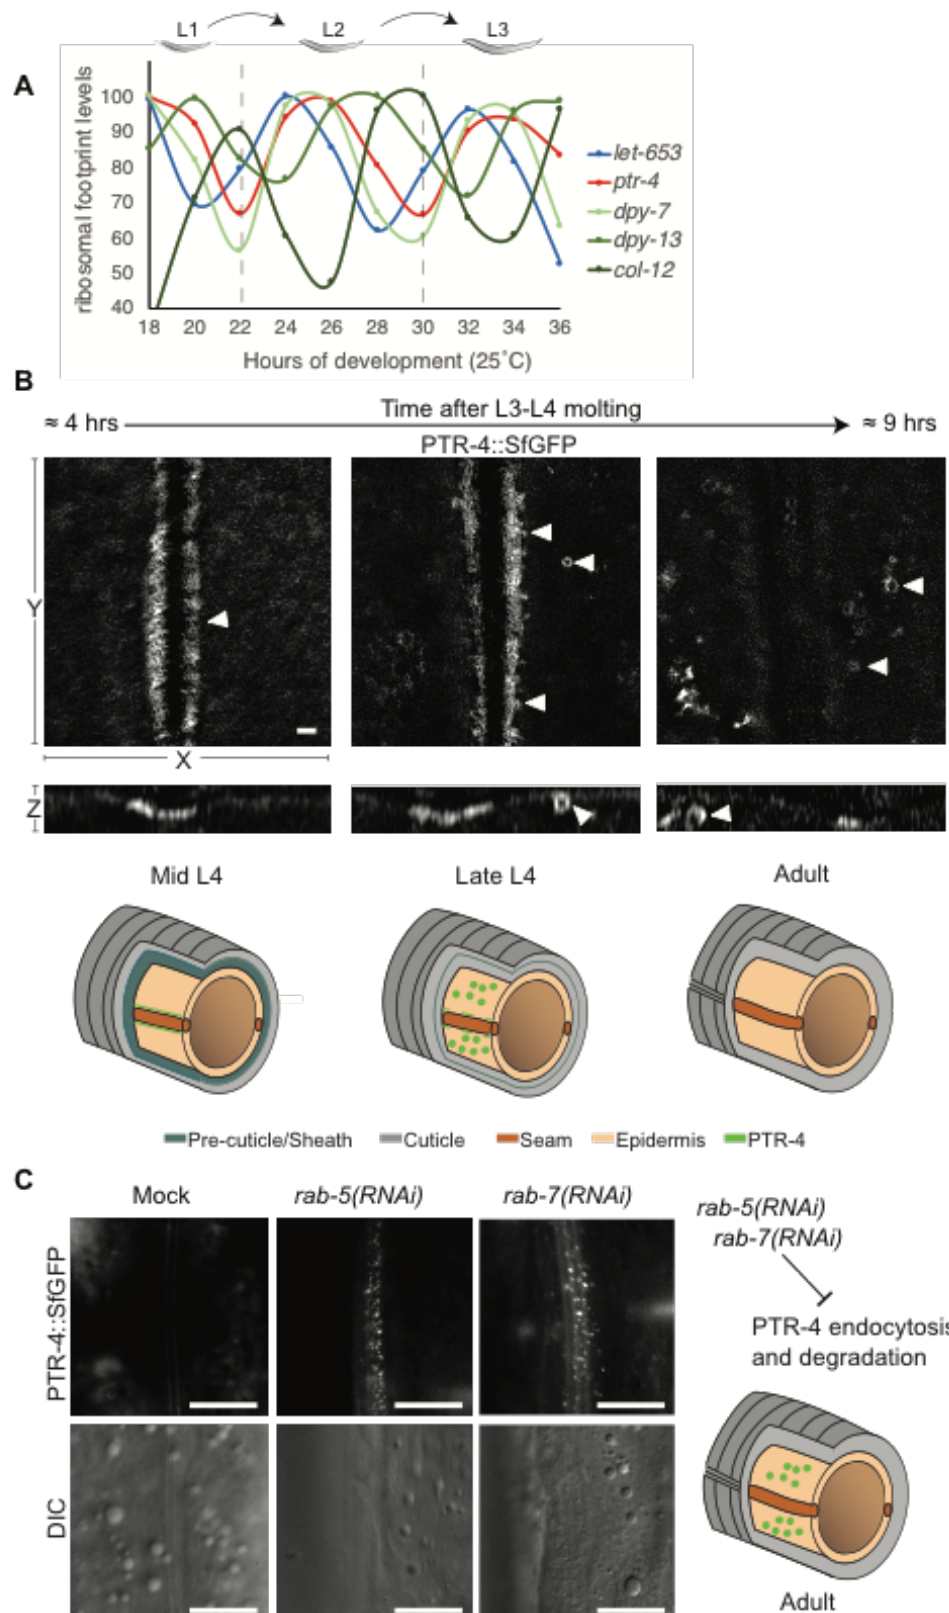 L1 L2 L3
A
ribosomal footprint levels
100
90
80
70
60
50
40
18 20 22 24 26 28 30 32 34 36
Hours of development (25˚C)
let-653
ptr-4
dpy-7
dpy-13
col-12
B
Time after L3-L4 molting
≈ 4 hrs ≈ 9 hrs
PTR-4::SfGFP
Y
X
Z
Mid L4 Late L4 Adult
Pre-cuticle/Sheath Cuticle Seam Epidermis PTR-4
C
Mock rab-5(RNAi) rab-7(RNAi)
PTR-4::SfGFP
DIC
rab-5(RNAi)
rab-7(RNAi)
PTR-4 endocytosis
and degradation
Adult